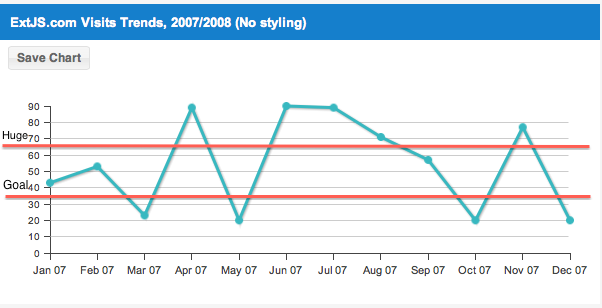 ExtJS.com Visits Trends, 2007/2008 (No styling)
Save Chart
90
80
Huge
70
60
50
Goal
40
30
20
10
0
Jan 07 Feb 07 Mar 07 Apr 07 May 07 Jun 07 Jul 07 Aug 07 Sep 07 Oct 07 Nov 07 Dec 07